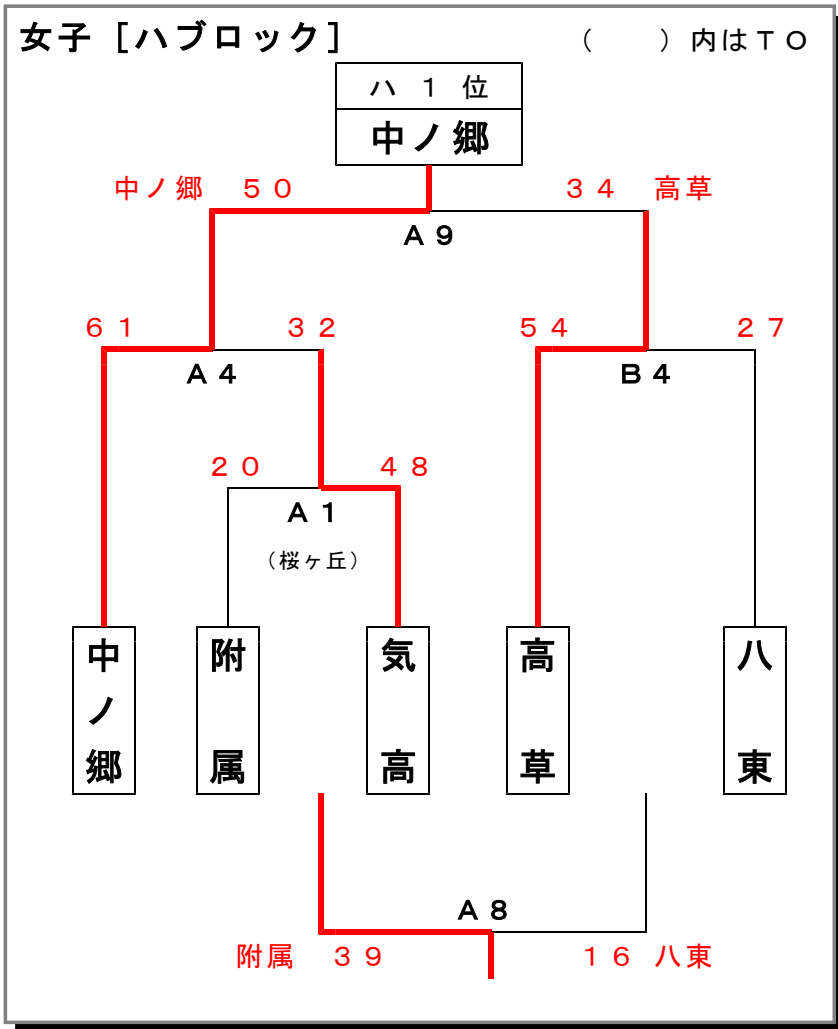 女子［ハブロック］ （　　）内はＴＯ
ハ　１　位
中ノ郷
中ノ郷　５０ ３４　高草
Ａ９
６１ ３２ ５４ ２７
Ａ４ Ｂ４
２０ ４８
Ａ１
（桜ヶ丘）
中ノ郷 附属 気高 高草 八東
Ａ８
附属　３９ １６ 八東